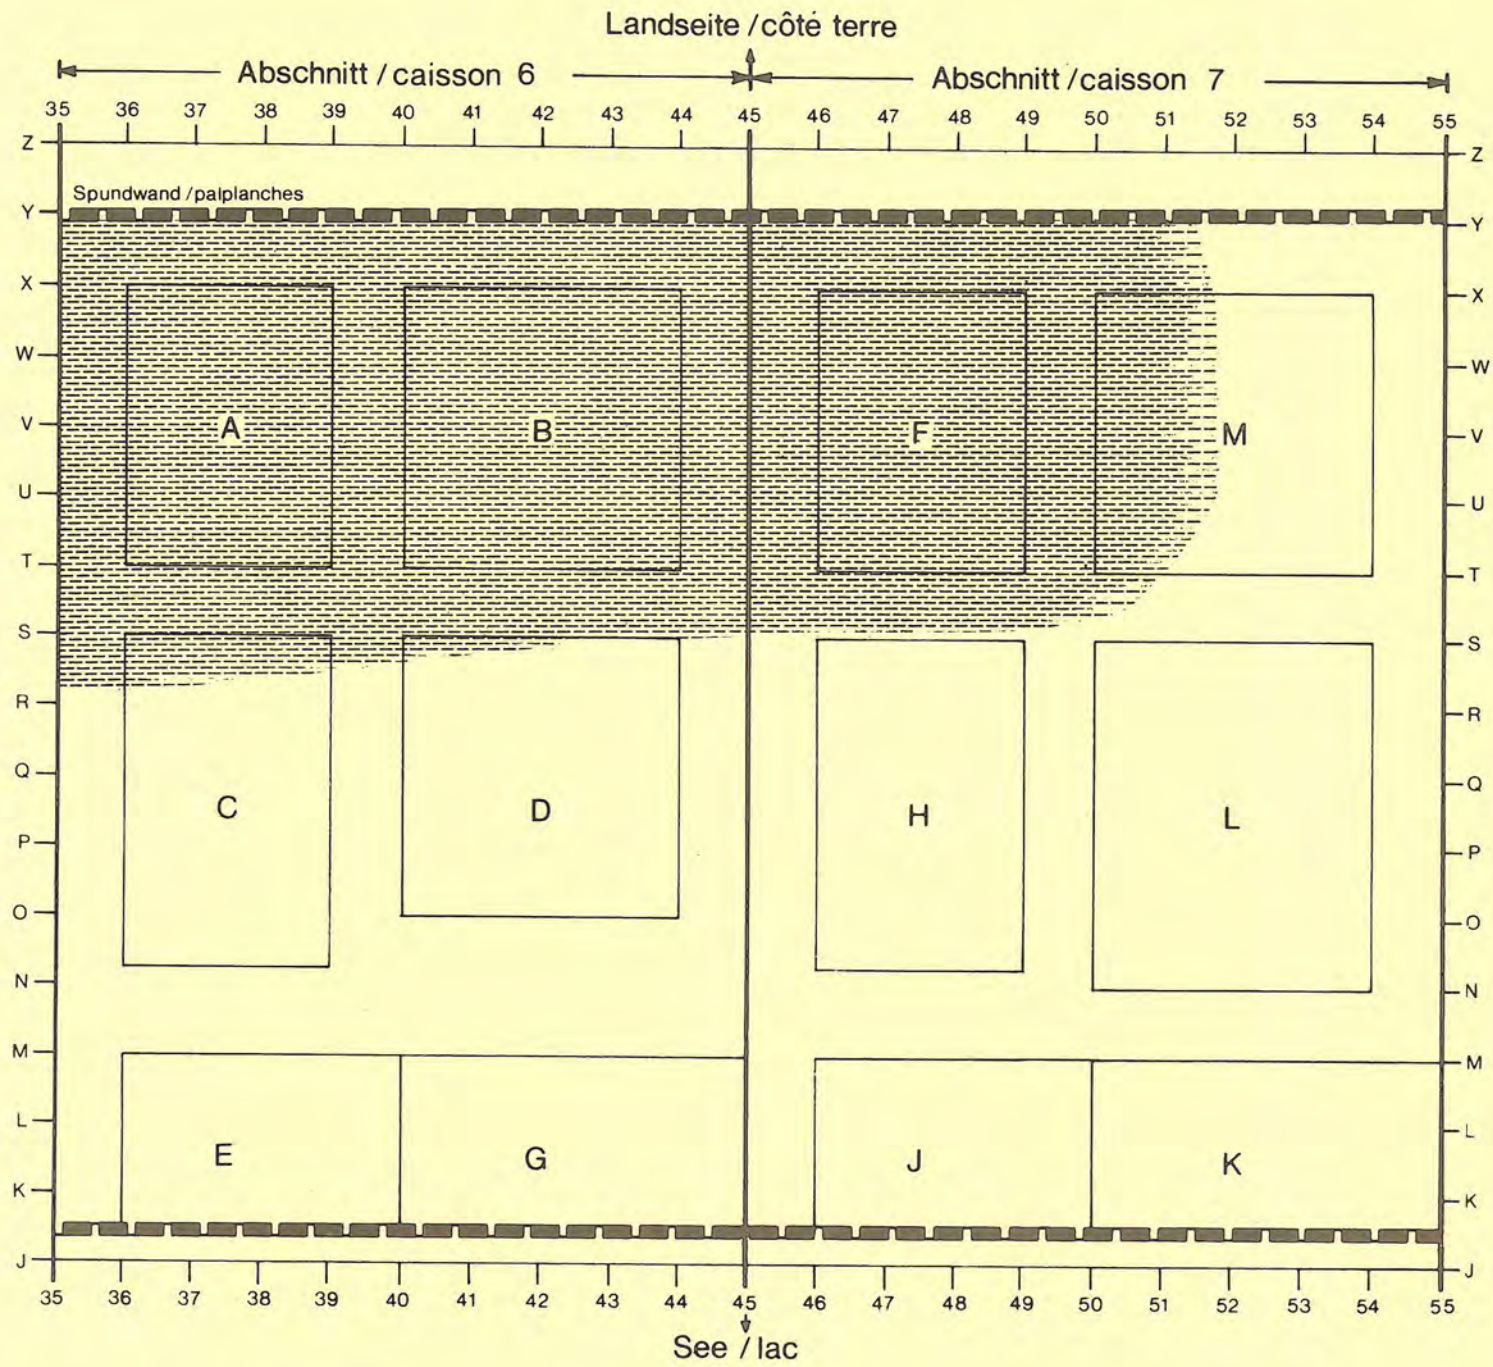 Landseite / côté terre
Abschnitt / caisson 6 Abschnitt / caisson 7
35 36 37 38 39 40 41 42 43 44 45 46 47 48 49 50 51 52 53 54 55
Z Z
Spundwand / palplanches
Y Y
X X
W W
A B F M
V V
U U
T T
S S
R R
Q Q
C D H L
P P
O O
N N
M M
L L
E G J K
K K
J J
35 36 37 38 39 40 41 42 43 44 45 46 47 48 49 50 51 52 53 54 55
See / lac